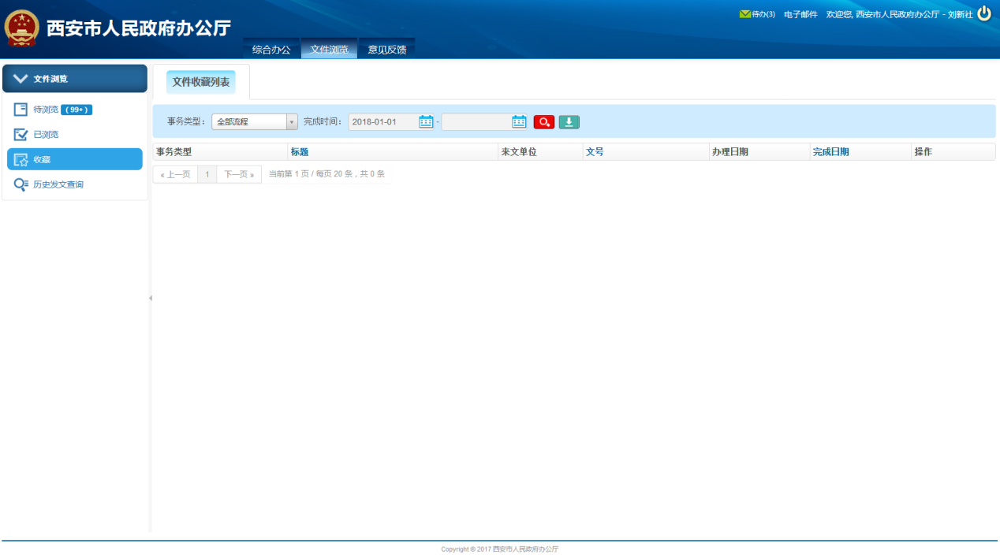 西安市人民政府办公厅
待办(3) 电子邮件 欢迎您, 西安市人民政府办公厅 - 刘新社
综合办公 文件浏览 意见反馈
文件浏览
待浏览 (99+)
已浏览
收藏
历史发文查询
文件收藏列表
事务类型： 全部流程 完成时间： 2018-01-01 -
事务类型 标题 来文单位 文号 办理日期 完成日期 操作
« 上一页 1 下一页 » 当前第 1 页 / 每页 20 条，共 0 条
Copyright © 2017 西安市人民政府办公厅